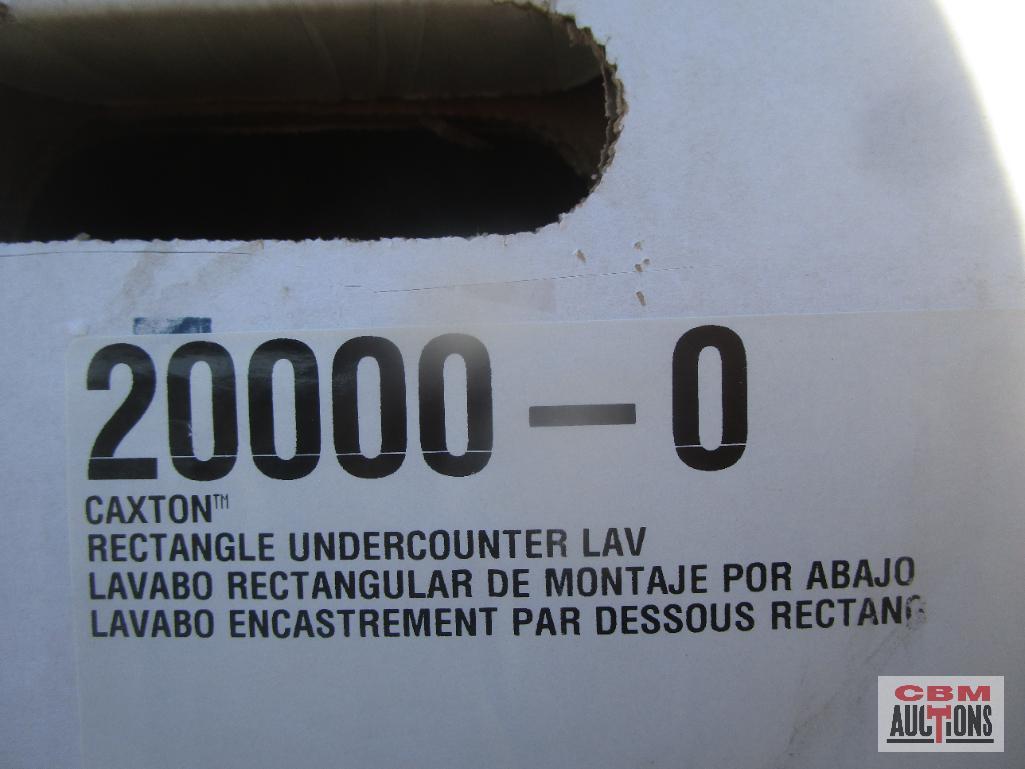 20000-0
CAXTON™
RECTANGLE UNDERCOUNTER LAV
LAVABO RECTANGULAR DE MONTAJE POR ABAJO
LAVABO ENCASTREMENT PAR DESSOUS RECTANG
CBM
AUCTIONS